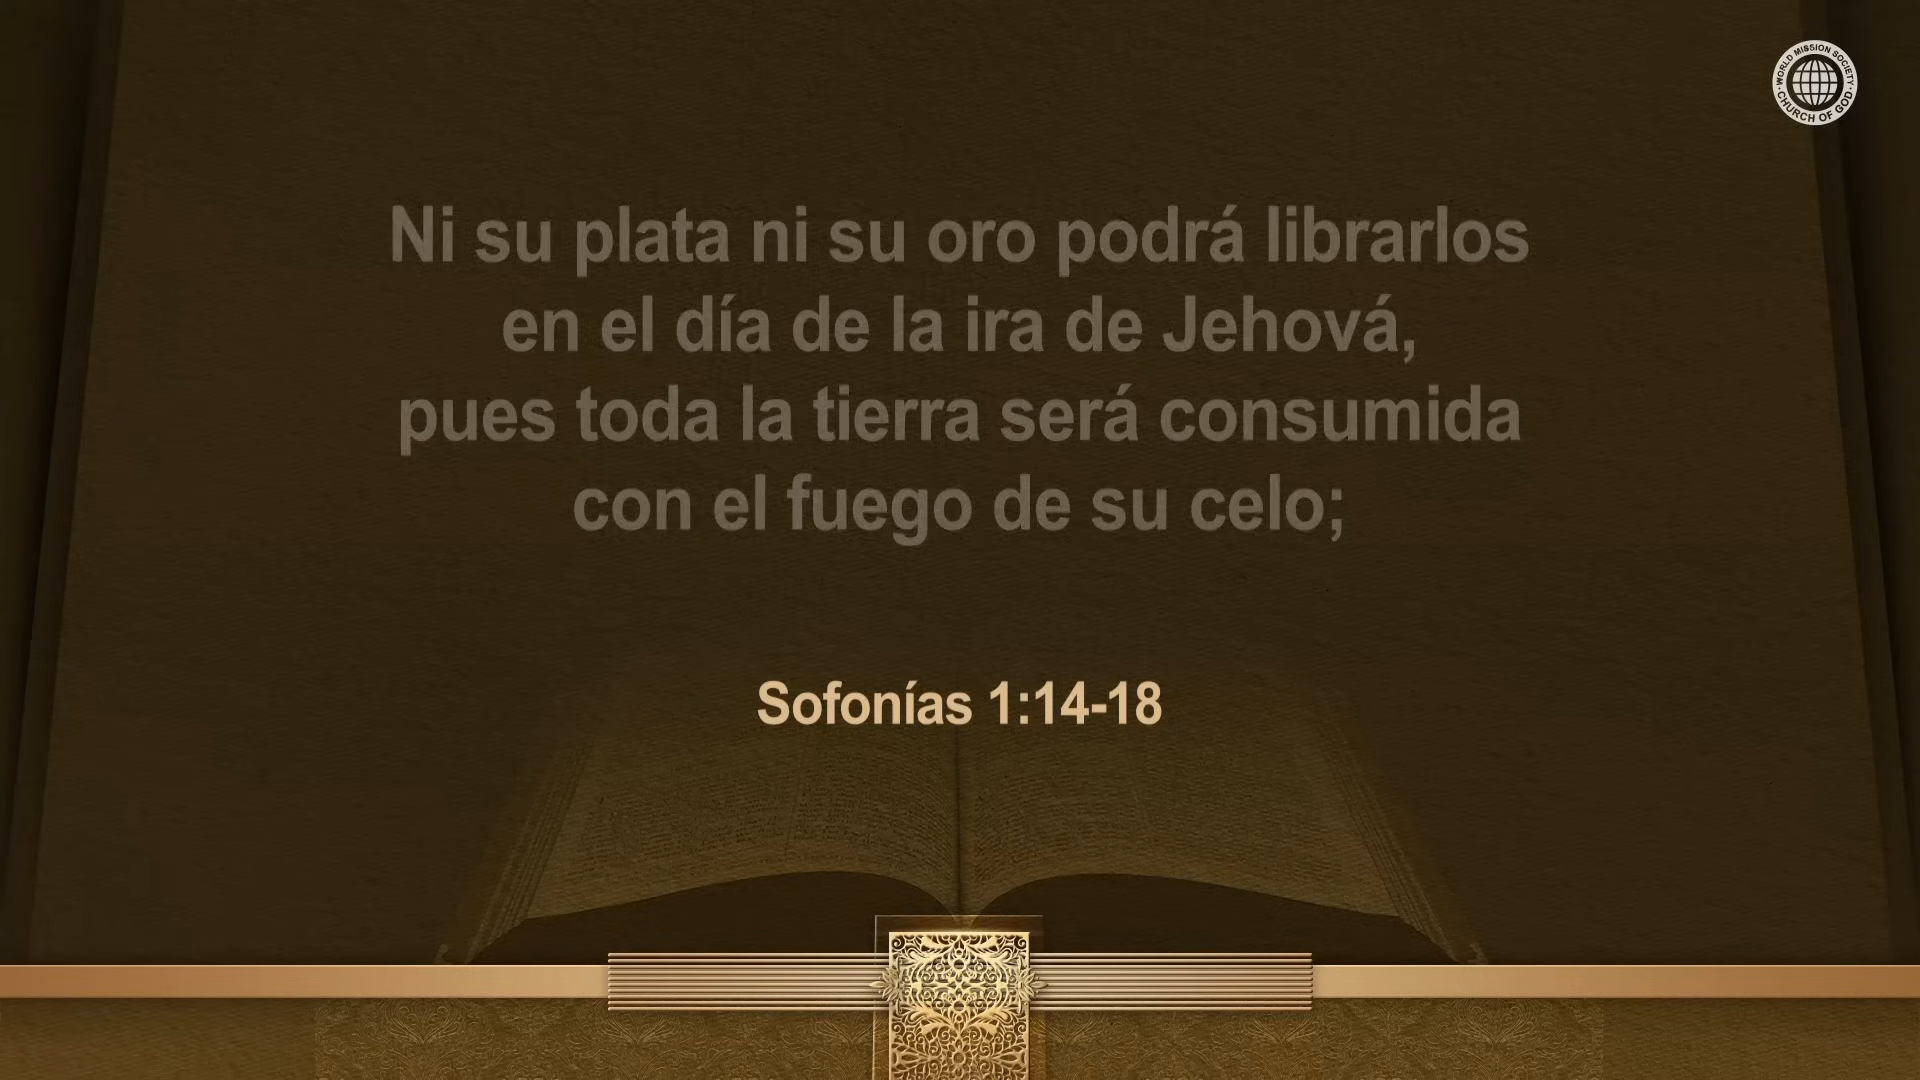 WORLD MISSION SOCIETY
CHURCH OF GOD
Ni su plata ni su oro podrá librarlos
en el día de la ira de Jehová,
pues toda la tierra será consumida
con el fuego de su celo;
Sofonías 1:14-18